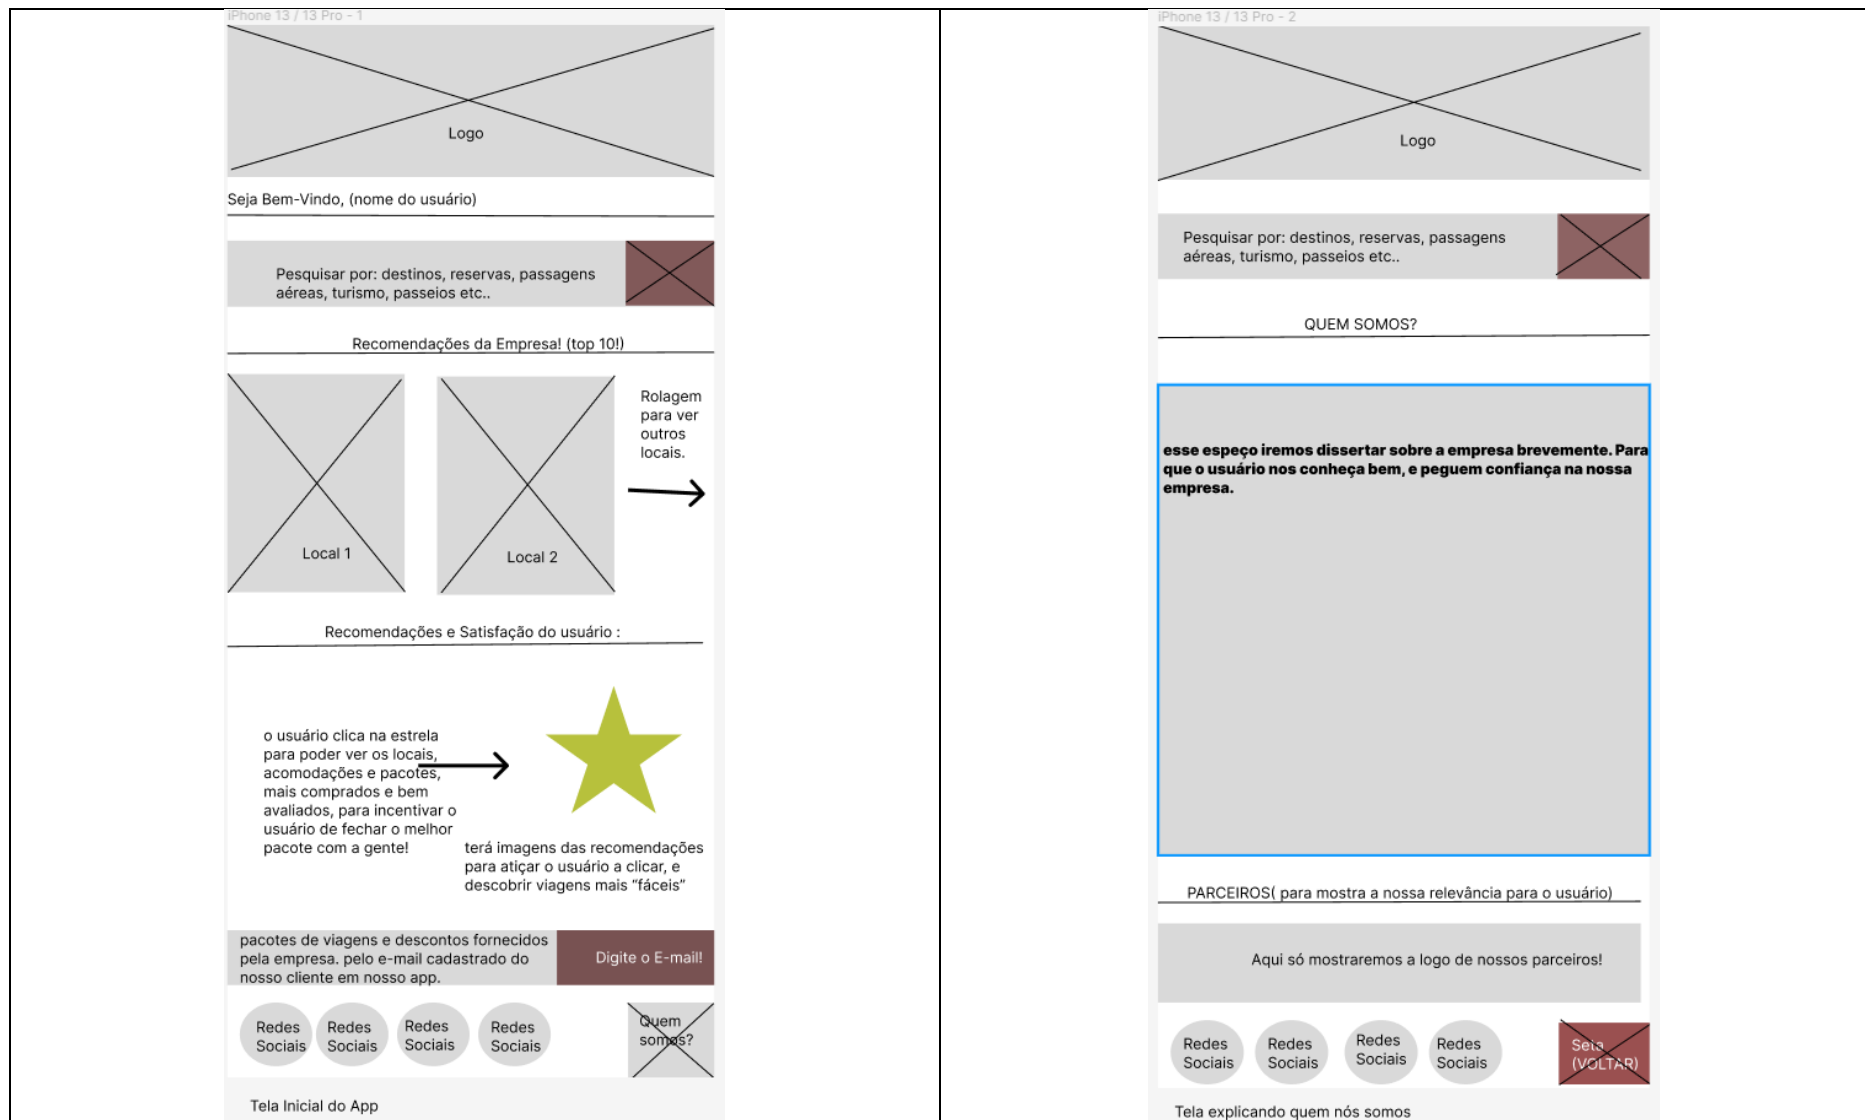 iPhone 13 / 13 Pro - 1
Logo
Seja Bem-Vindo, (nome do usuário)
Pesquisar por: destinos, reservas, passagens
aéreas, turismo, passeios etc..
Recomendações da Empresa! (top 10!)
Rolagem
para ver
outros
locais.
Local 1
Local 2
Recomendações e Satisfação do usuário :
o usuário clica na estrela
para poder ver os locais,
acomodações e pacotes,
mais comprados e bem
avaliados, para incentivar o
usuário de fechar o melhor
pacote com a gente!
terá imagens das recomendações
para atiçar o usuário a clicar, e
descobrir viagens mais “fáceis”
pacotes de viagens e descontos fornecidos
pela empresa. pelo e-mail cadastrado do
nosso cliente em nosso app.
Digite o E-mail!
Redes
Sociais
Redes
Sociais
Redes
Sociais
Redes
Sociais
Quem
somos?
Tela Inicial do App
iPhone 13 / 13 Pro - 2
Logo
Pesquisar por: destinos, reservas, passagens
aéreas, turismo, passeios etc..
QUEM SOMOS?
esse espeço iremos dissertar sobre a empresa brevemente. Para
que o usuário nos conheça bem, e peguem confiança na nossa
empresa.
PARCEIROS( para mostra a nossa relevância para o usuário)
Aqui só mostraremos a logo de nossos parceiros!
Redes
Sociais
Redes
Sociais
Redes
Sociais
Redes
Sociais
Seta
(VOLTAR)
Tela explicando quem nós somos